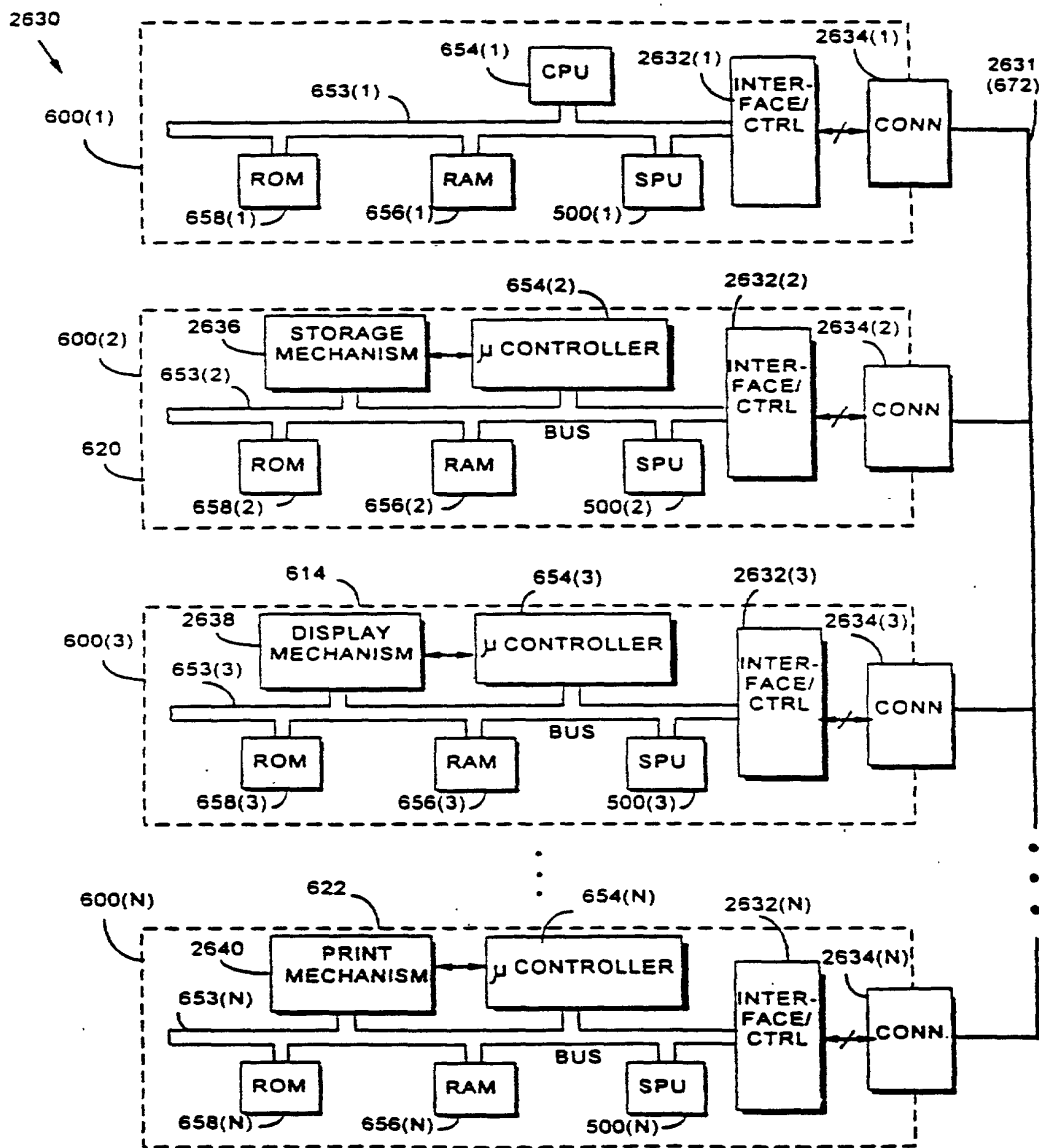 2630
654(1)
2632(1)
2634(1)
2631
(672)
653(1)
CPU
INTER-
FACE/
CTRL
CONN
600(1)
ROM
RAM
SPU
658(1)
656(1)
500(1)
654(2)
2632(2)
2636
STORAGE
MECHANISM
μ CONTROLLER
2634(2)
600(2)
653(2)
INTER-
FACE/
CTRL
CONN
BUS
620
ROM
RAM
SPU
658(2)
656(2)
500(2)
614
654(3)
2632(3)
2638
DISPLAY
MECHANISM
μ CONTROLLER
2634(3)
600(3)
653(3)
INTER-
FACE/
CTRL
CONN
BUS
ROM
RAM
SPU
658(3)
656(3)
500(3)
622
654(N)
2632(N)
600(N)
2640
PRINT
MECHANISM
μ CONTROLLER
2634(N)
653(N)
INTER-
FACE/
CTRL
CONN.
BUS
ROM
RAM
SPU
658(N)
656(N)
500(N)